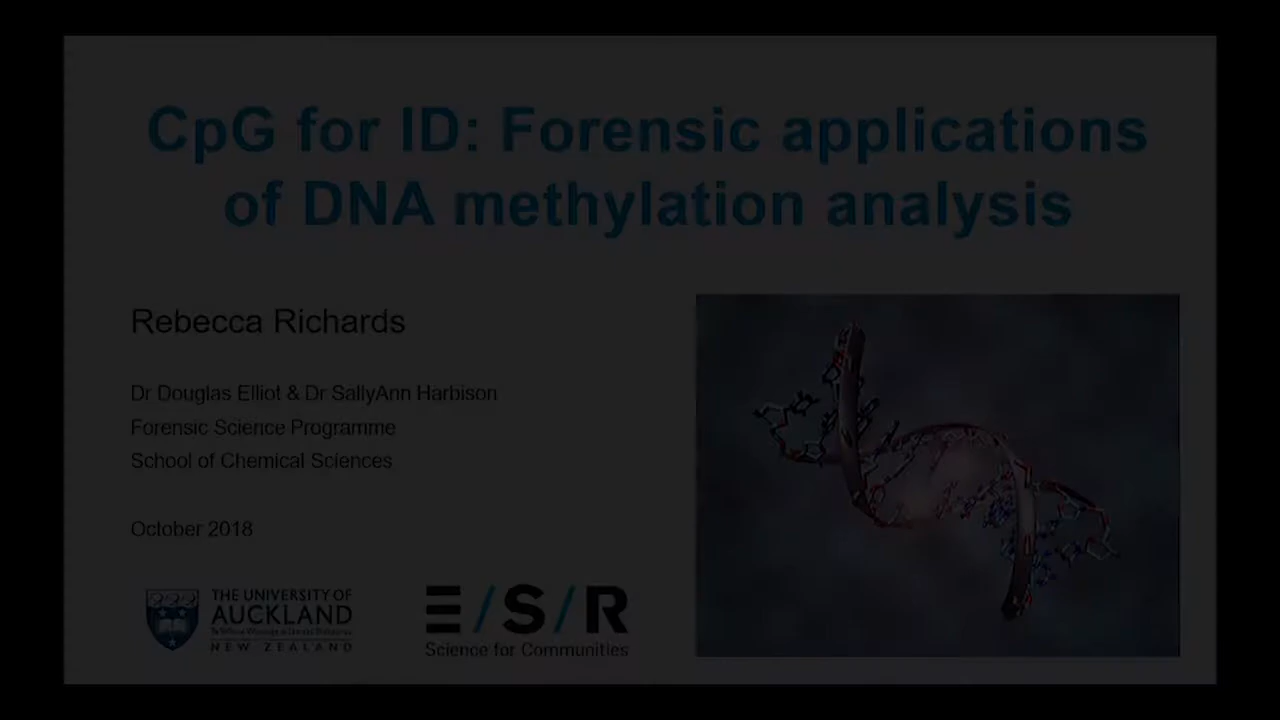 CpG for ID: Forensic applications
of DNA methylation analysis
Rebecca Richards
Dr Douglas Elliot & Dr SallyAnn Harbison
Forensic Science Programme
School of Chemical Sciences
October 2018
THE UNIVERSITY OF
AUCKLAND
NEW ZEALAND
E/S/R
Science for Communities